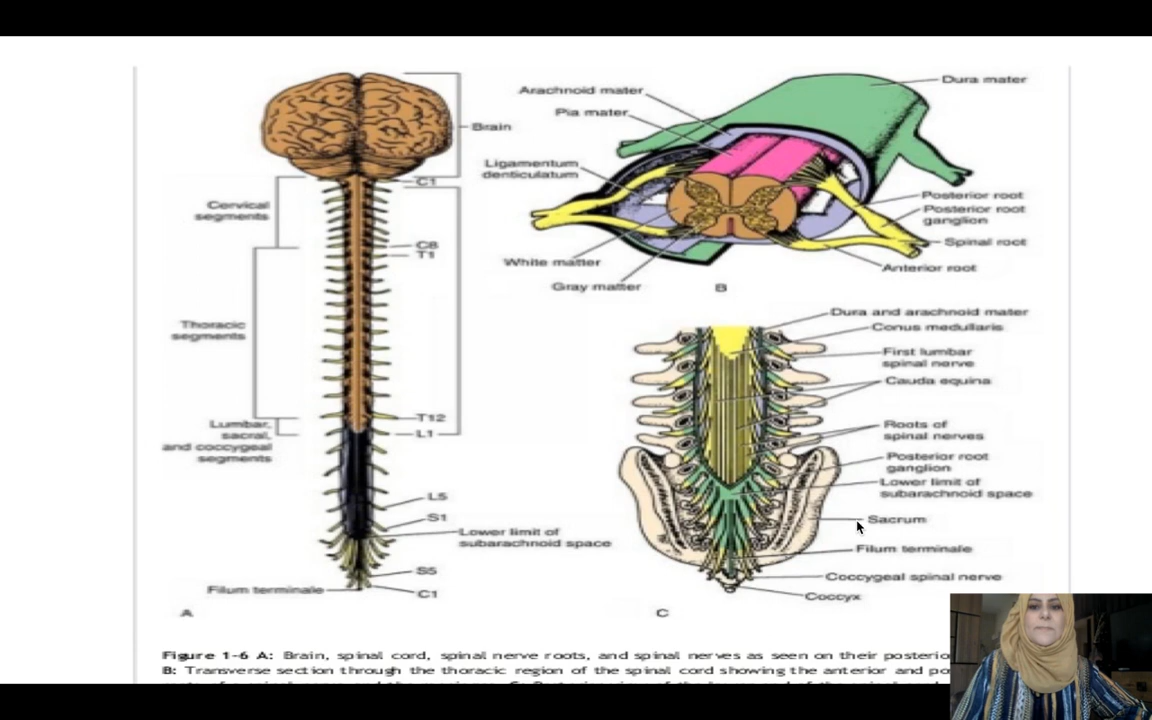 Brain
C1
Cervical
segments
C8
T1
Thoracic
segments
T12
Lumbar,
sacral,
and coccygeal
segments
L1
L5
S1
Lower limit of
subarachnoid space
S5
Filum terminale
C1
A
Arachnoid mater
Dura mater
Pia mater
Ligamentum
denticulatum
Posterior root
Posterior root
ganglion
Spinal root
White matter
Anterior root
Gray matter
B
Dura and arachnoid mater
Conus medullaris
First lumbar
spinal nerve
Cauda equina
Roots of
spinal nerves
Posterior root
ganglion
Lower limit of
subarachnoid space
Sacrum
Filum terminale
Coccygeal spinal nerve
Coccyx
C
Figure 1-6 A: Brain, spinal cord, spinal nerve roots, and spinal nerves as seen on their posterio
B: Transverse section through the thoracic region of the spinal cord showing the anterior and po